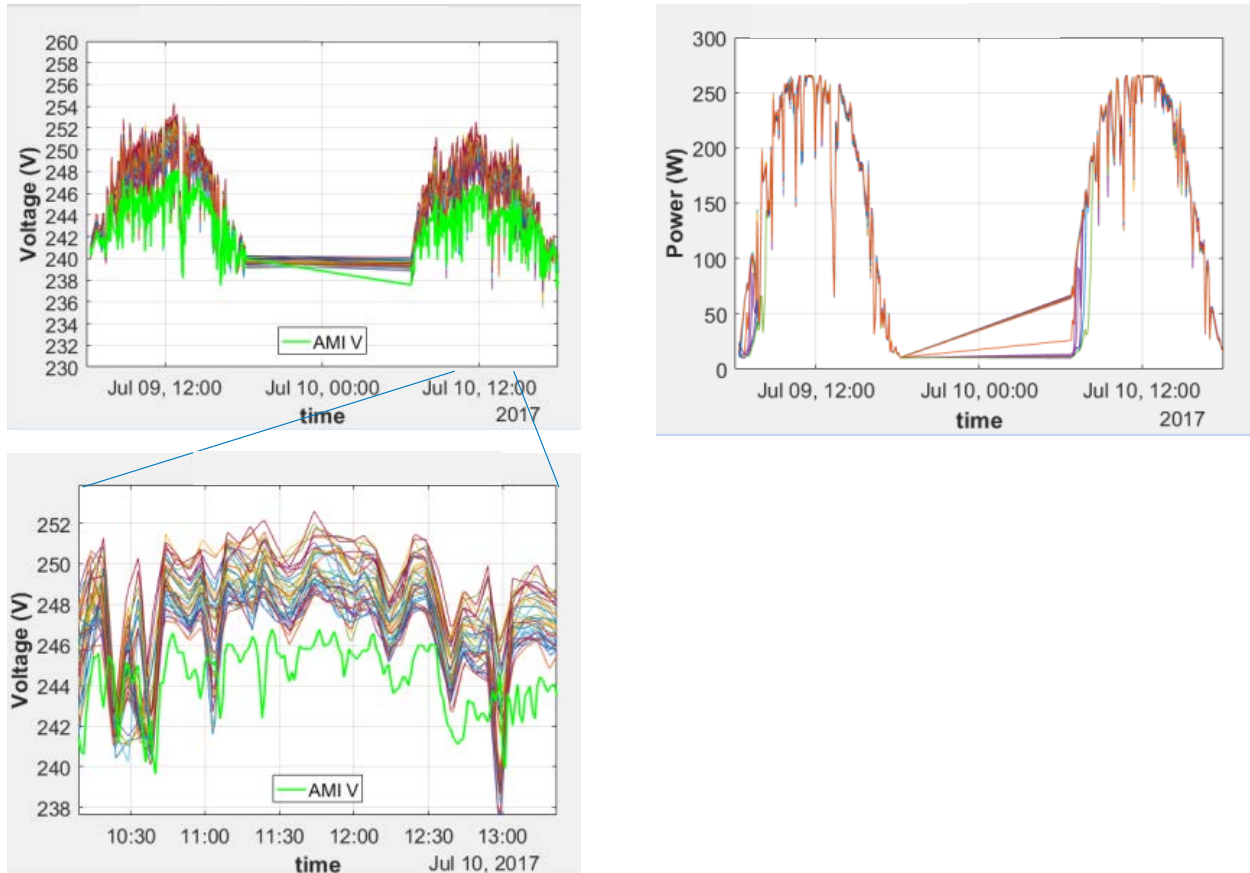 260
258
256
254
252
250
248
246
244
242
240
238
236
234
232
230
Voltage (V)
AMI V
Jul 09, 12:00 Jul 10, 00:00 Jul 10, 12:00
time 2017
300
250
200
150
100
50
0
Power (W)
Jul 09, 12:00 Jul 10, 00:00 Jul 10, 12:00
time 2017
252
250
248
246
244
242
240
238
Voltage (V)
AMI V
10:30 11:00 11:30 12:00 12:30 13:00
time Jul 10, 2017